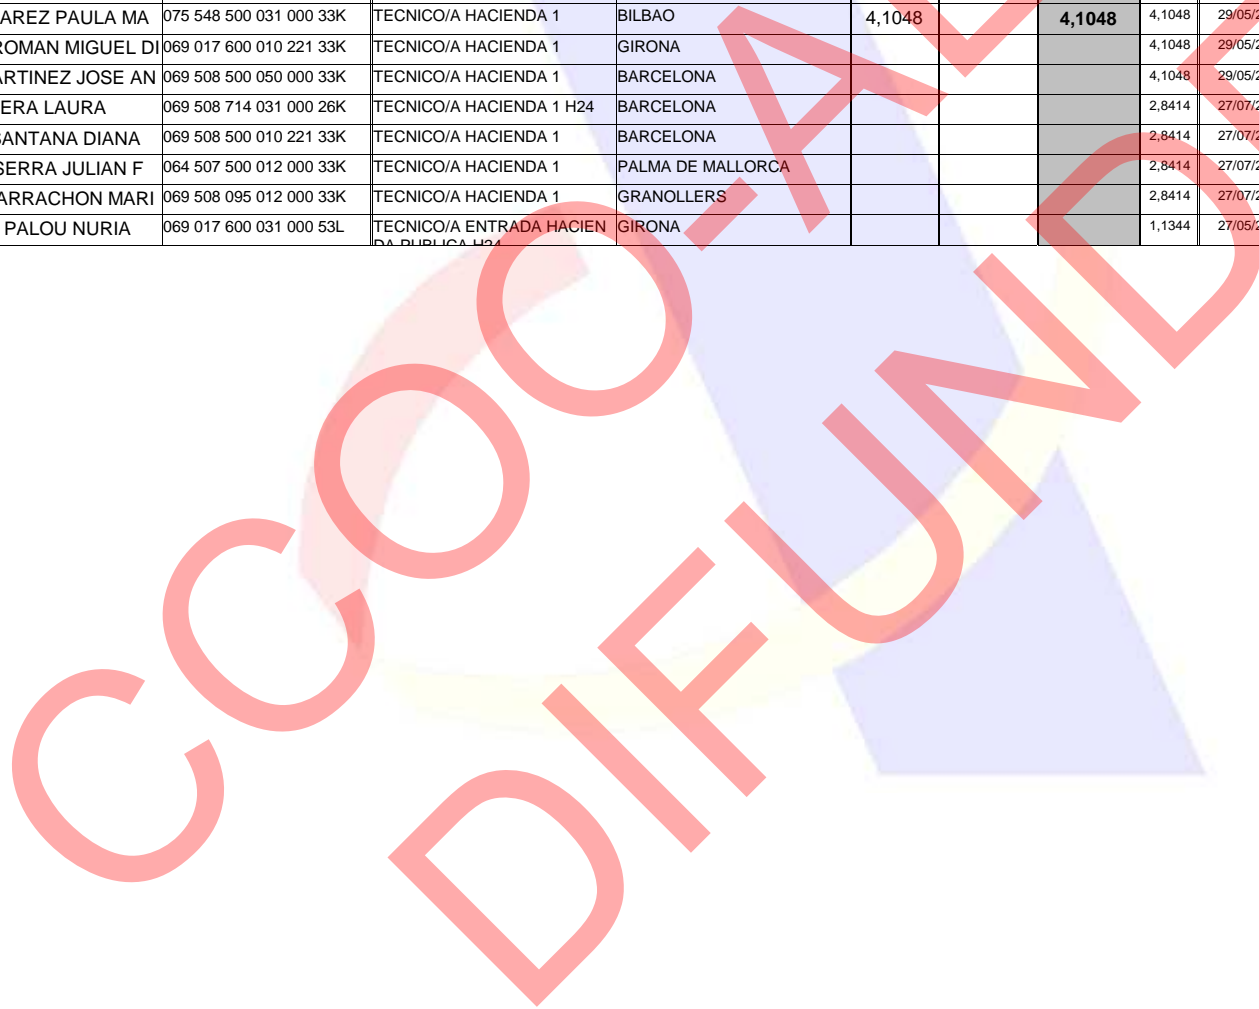 AREZ PAULA MA 075 548 500 031 000 33K TECNICO/A HACIENDA 1 BILBAO 4,1048 4,1048 4,1048 29/05/2
ROMAN MIGUEL DI 069 017 600 010 221 33K TECNICO/A HACIENDA 1 GIRONA 4,1048 29/05/2
ARTINEZ JOSE AN 069 508 500 050 000 33K TECNICO/A HACIENDA 1 BARCELONA 4,1048 29/05/2
ERA LAURA 069 508 714 031 000 26K TECNICO/A HACIENDA 1 H24 BARCELONA 2,8414 27/07/2
SANTANA DIANA 069 508 500 010 221 33K TECNICO/A HACIENDA 1 BARCELONA 2,8414 27/07/2
SERRA JULIAN F 064 507 500 012 000 33K TECNICO/A HACIENDA 1 PALMA DE MALLORCA 2,8414 27/07/2
ARRACHON MARI 069 508 095 012 000 33K TECNICO/A HACIENDA 1 GRANOLLERS 2,8414 27/07/2
PALOU NURIA 069 017 600 031 000 53L TECNICO/A ENTRADA HACIEN GIRONA 1,1344 27/05/2
DA PUBLICA H24
CCOO-AE
DIFUND